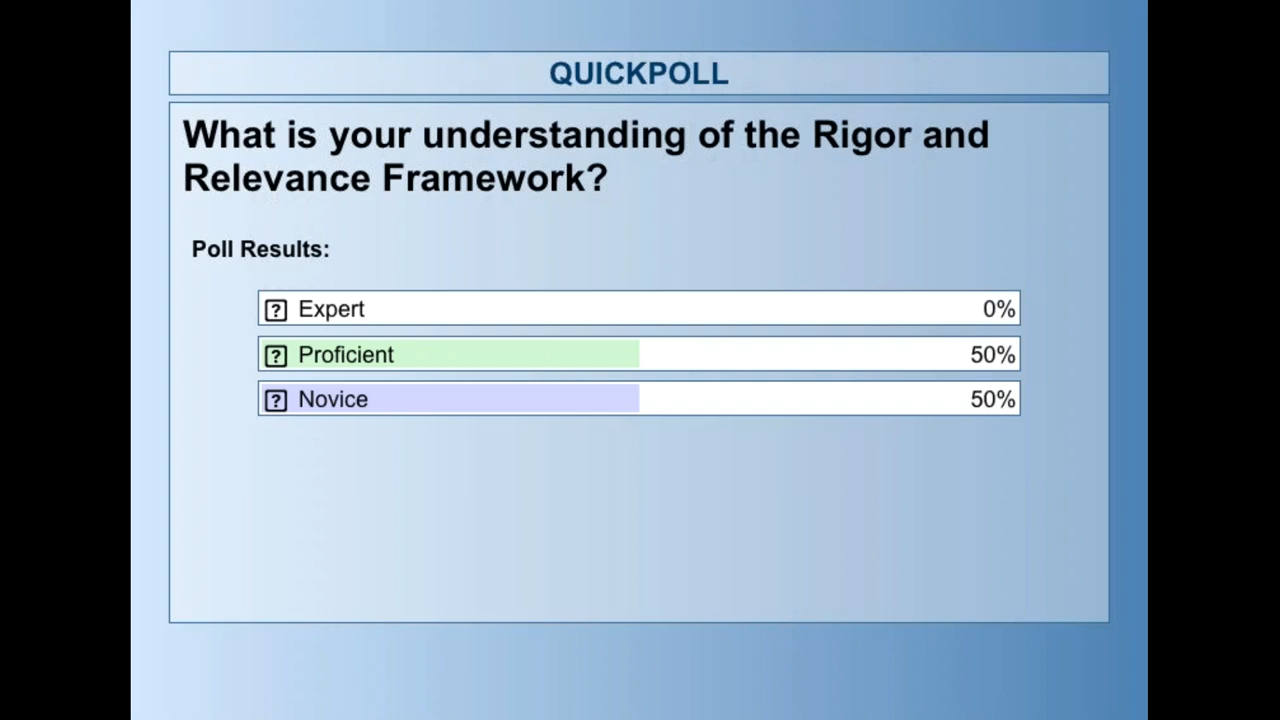 QUICKPOLL
What is your understanding of the Rigor and
Relevance Framework?
Poll Results:
? Expert 0%
? Proficient 50%
? Novice 50%